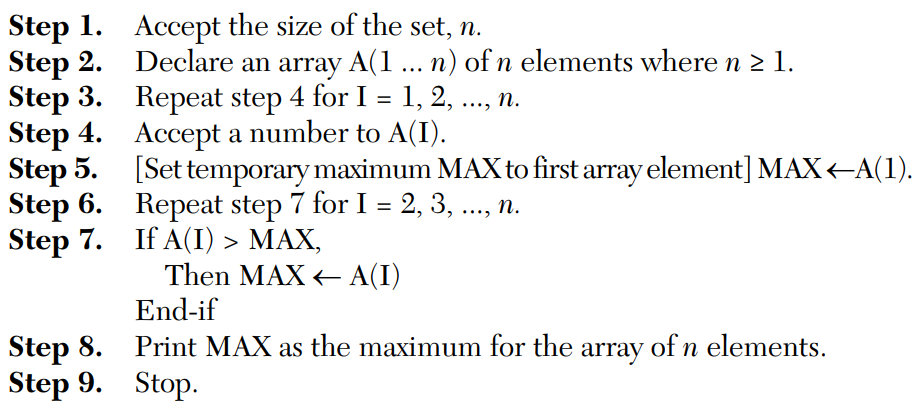 Step 1. Accept the size of the set, n.
Step 2. Declare an array A(1 ... n) of n elements where n ≥ 1.
Step 3. Repeat step 4 for I = 1, 2, ..., n.
Step 4. Accept a number to A(I).
Step 5. [Set temporary maximum MAX to first array element] MAX←A(1).
Step 6. Repeat step 7 for I = 2, 3, ..., n.
Step 7. If A(I) > MAX,
Then MAX ← A(I)
End-if
Step 8. Print MAX as the maximum for the array of n elements.
Step 9. Stop.